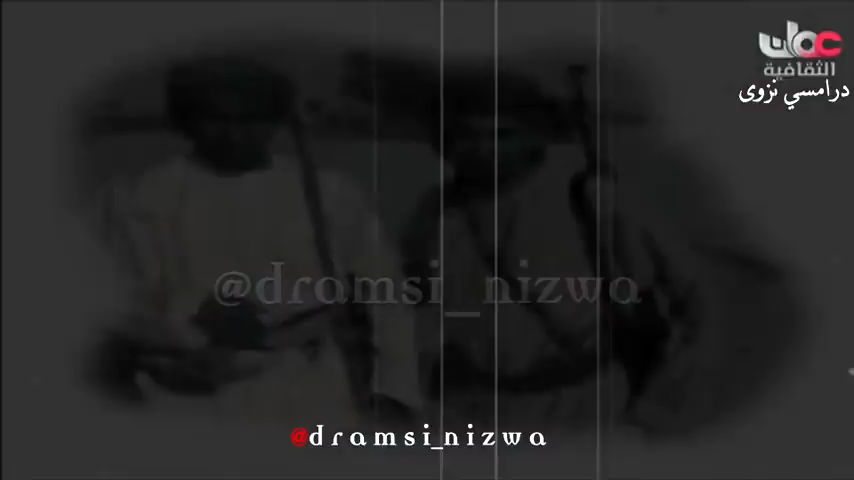 عمان
الثقافية
درامسي نزوى
@dramsi_nizwa
@dramsi_nizwa